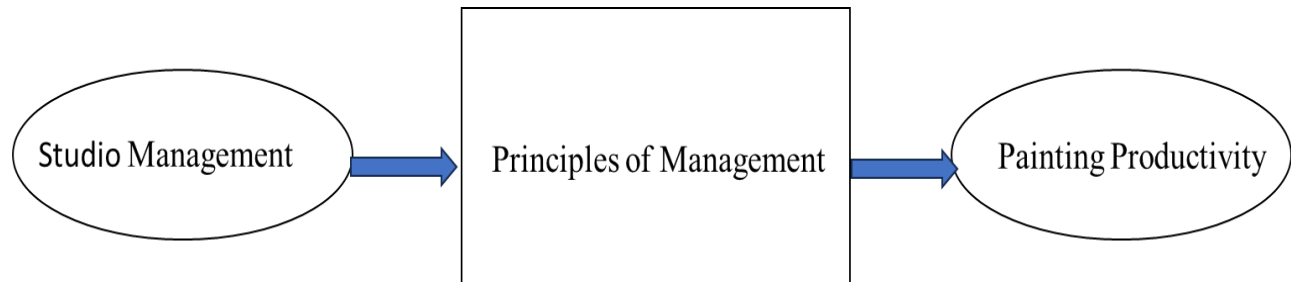 Studio Management
Principles of Management
Painting Productivity